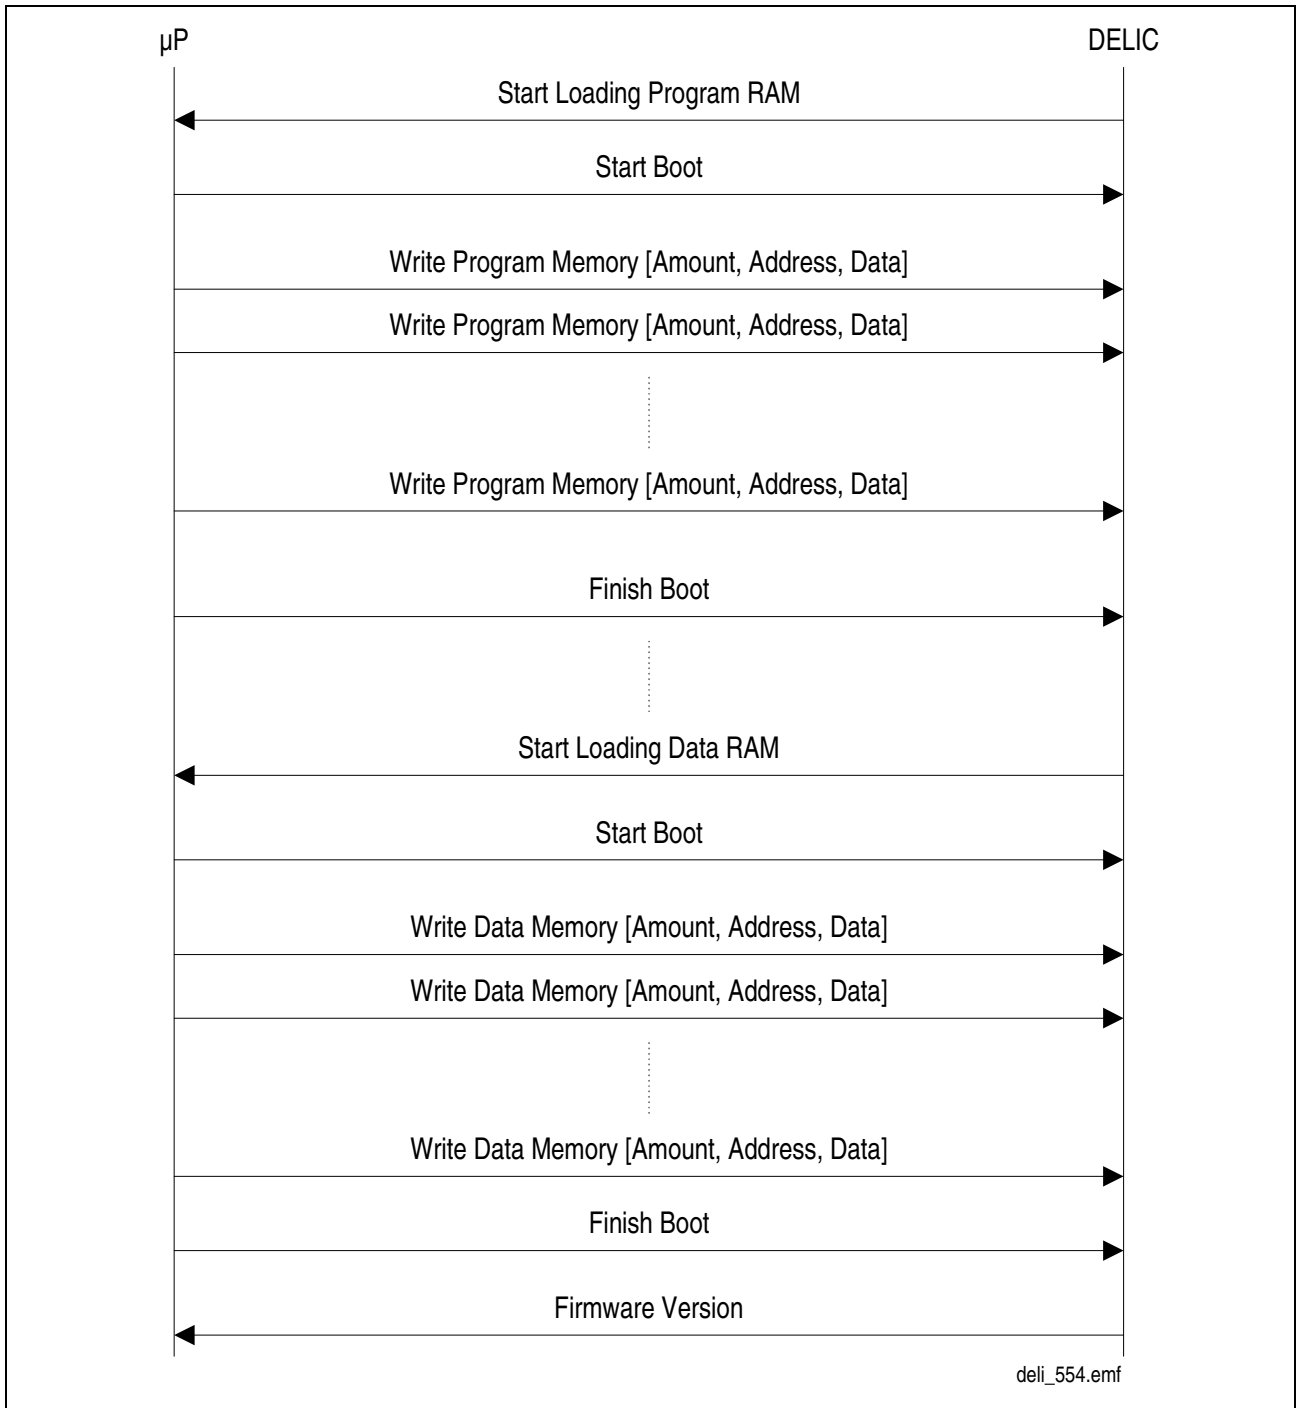 µP
DELIC
Start Loading Program RAM
Start Boot
Write Program Memory [Amount, Address, Data]
Write Program Memory [Amount, Address, Data]
Write Program Memory [Amount, Address, Data]
Finish Boot
Start Loading Data RAM
Start Boot
Write Data Memory [Amount, Address, Data]
Write Data Memory [Amount, Address, Data]
Write Data Memory [Amount, Address, Data]
Finish Boot
Firmware Version
deli_554.emf